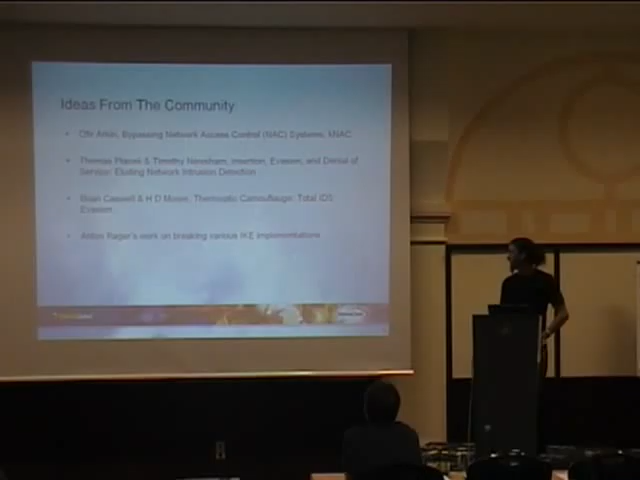 Ideas From The Community
• Ofir Arkin, Bypassing Network Access Control (NAC) Systems,
• Thomas Ptacek & Timothy Newsham, Insertion, Evasion, and Denial of
Service: Eluding Network Intrusion Detection
• Brian Caswell & H D Moore, Thermoptic Camouflauge: Total IDS
Evasion
• Anton Rager's work on breaking various IKE implementations